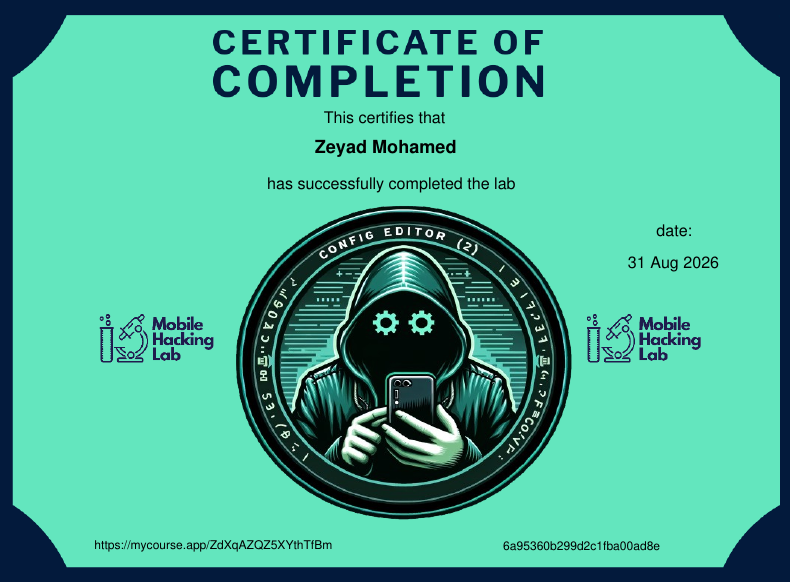 CERTIFICATE OF
COMPLETION
This certifies that
Zeyad Mohamed
has successfully completed the lab
CONFIG EDITOR (2)
date:
31 Aug 2026
Mobile
Hacking
Lab
Mobile
Hacking
Lab
https://mycourse.app/ZdXqAZQZ5XYthTfBm
6a95360b299d2c1fba00ad8e